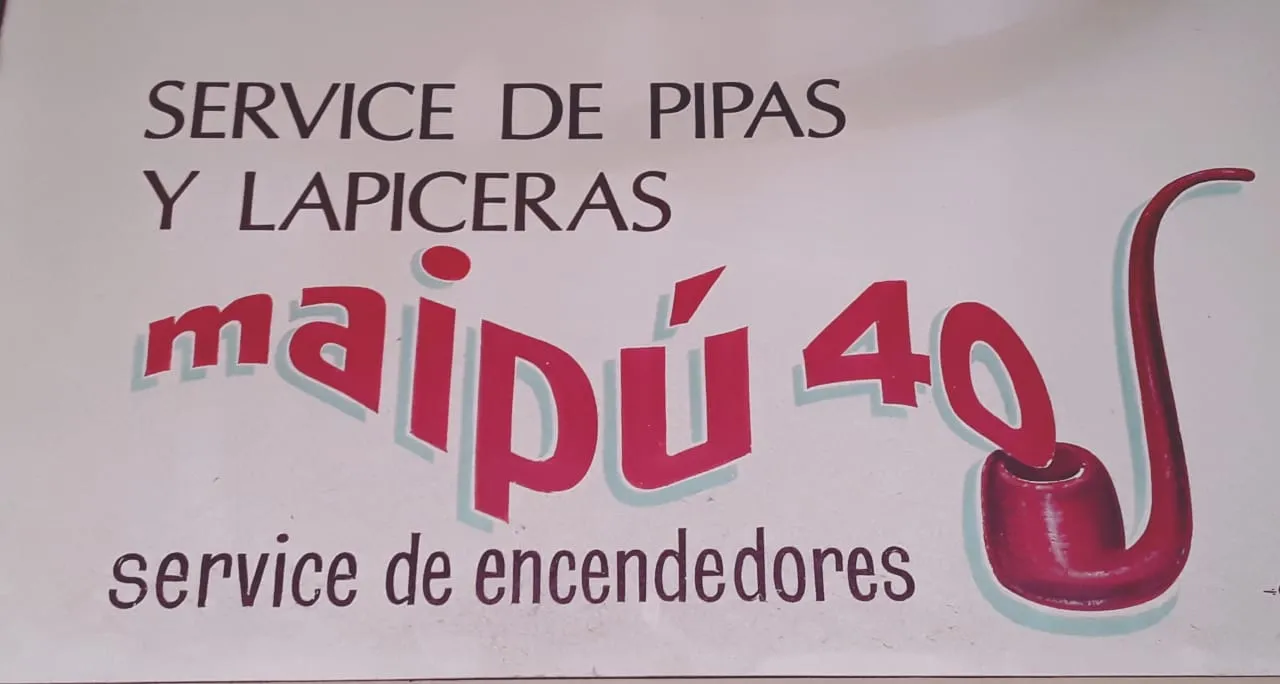 SERVICE DE PIPAS
Y LAPICERAS
maipú 40
service de encendedores